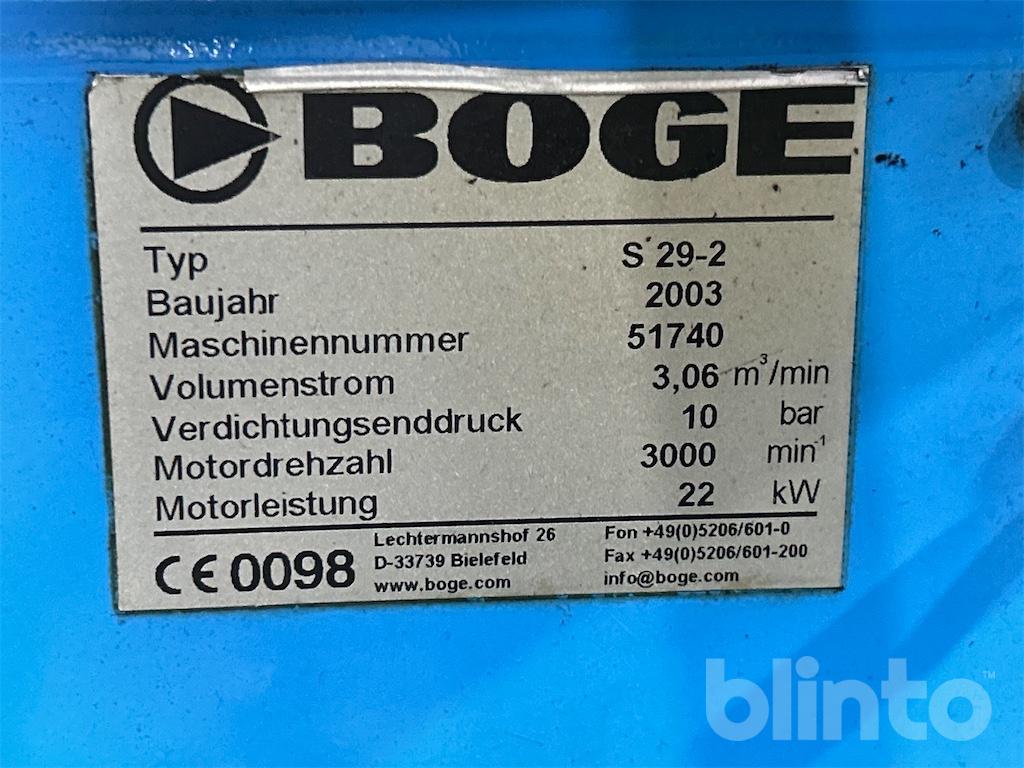 BOGE
Typ S 29-2
Baujahr 2003
Maschinennummer 51740
Volumenstrom 3,06 m³/min
Verdichtungsenddruck 10 bar
Motordrehzahl 3000 min⁻¹
Motorleistung 22 kW
CE 0098
Lechtermannshof 26
D-33739 Bielefeld
www.boge.com
Fon +49(0)5206/601-0
Fax +49(0)5206/601-200
info@boge.com
blinto™